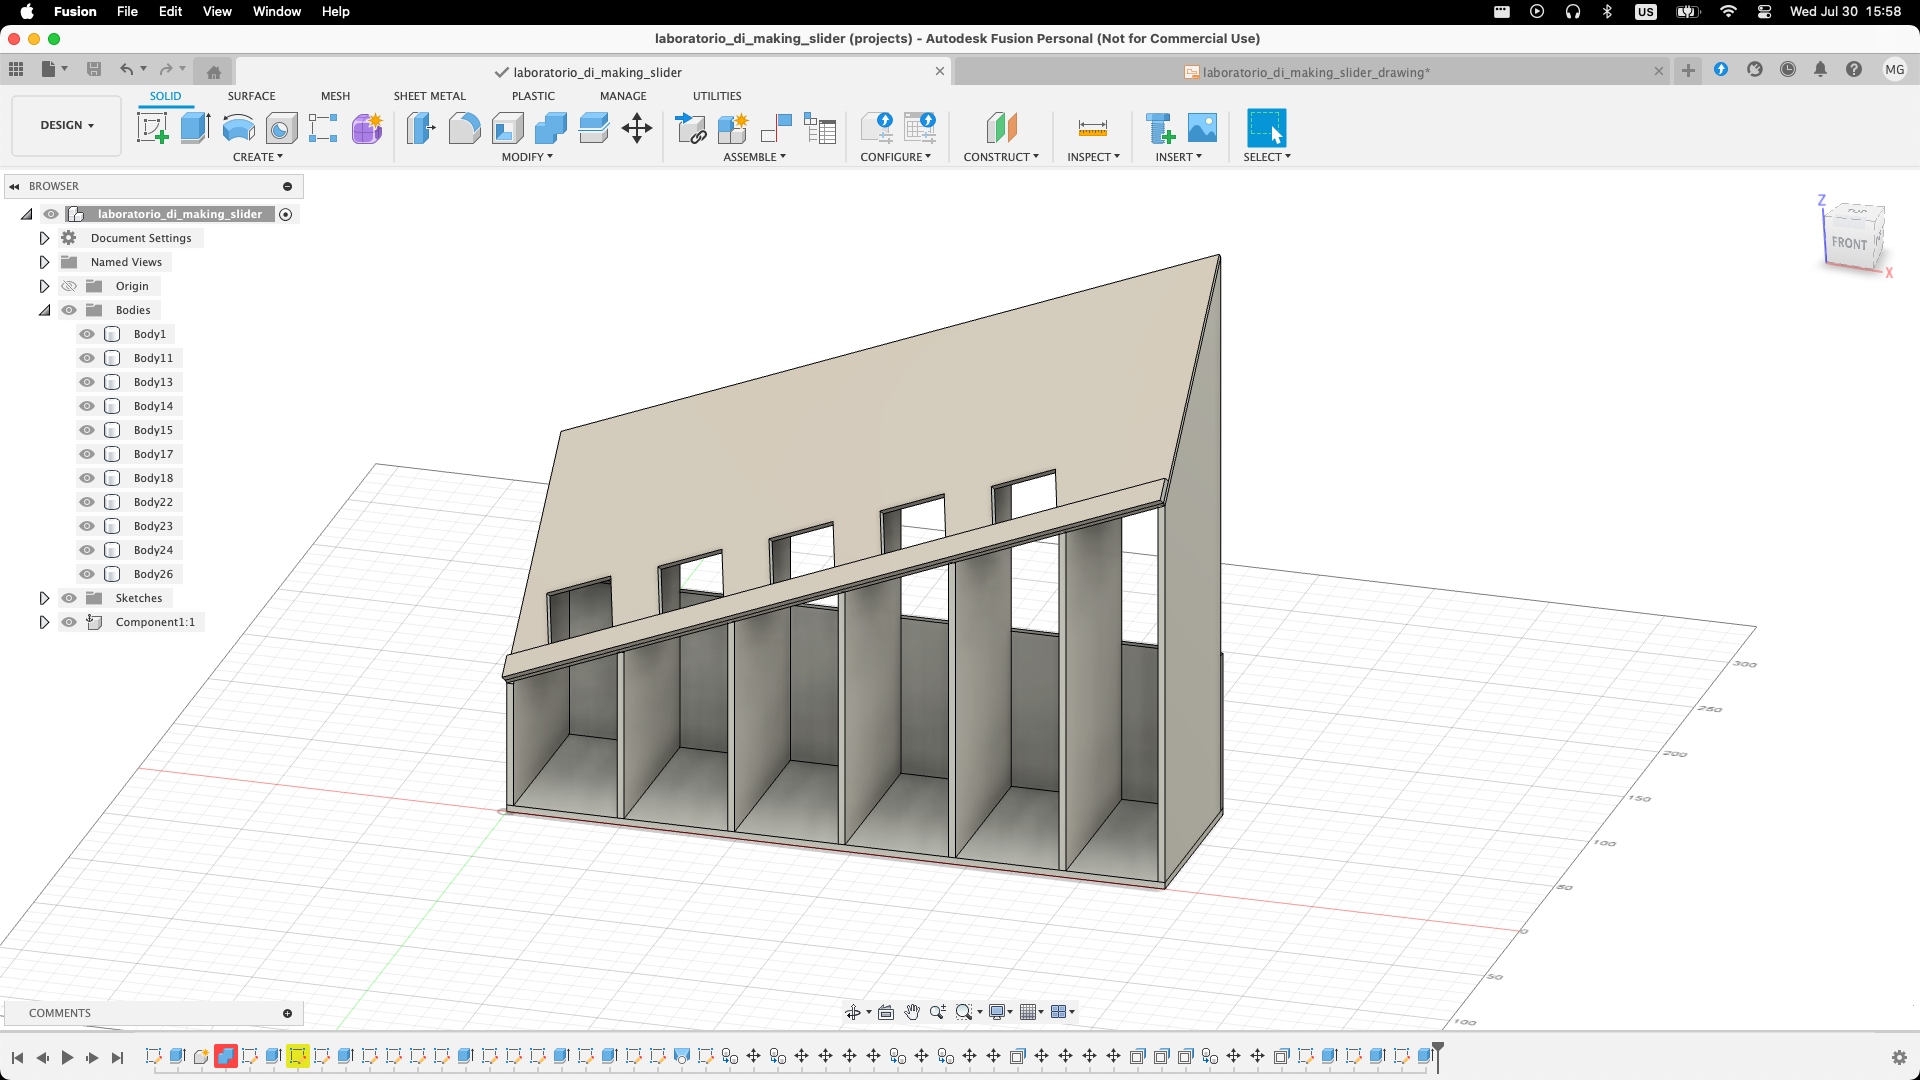 Fusion File Edit View Window Help
US Wed Jul 30 15:58
laboratorio_di_making_slider (projects) - Autodesk Fusion Personal (Not for Commercial Use)
laboratorio_di_making_slider
laboratorio_di_making_slider_drawing*
MG
SOLID SURFACE MESH SHEET METAL PLASTIC MANAGE UTILITIES
DESIGN
CREATE MODIFY ASSEMBLE CONFIGURE CONSTRUCT INSPECT INSERT SELECT
BROWSER
laboratorio_di_making_slider
Document Settings
Named Views
Origin
Bodies
Body1
Body11
Body13
Body14
Body15
Body17
Body18
Body22
Body23
Body24
Body26
Sketches
Component1:1
Z
TOP
FRONT
X
300
250
200
150
100
50
0
50
100
COMMENTS